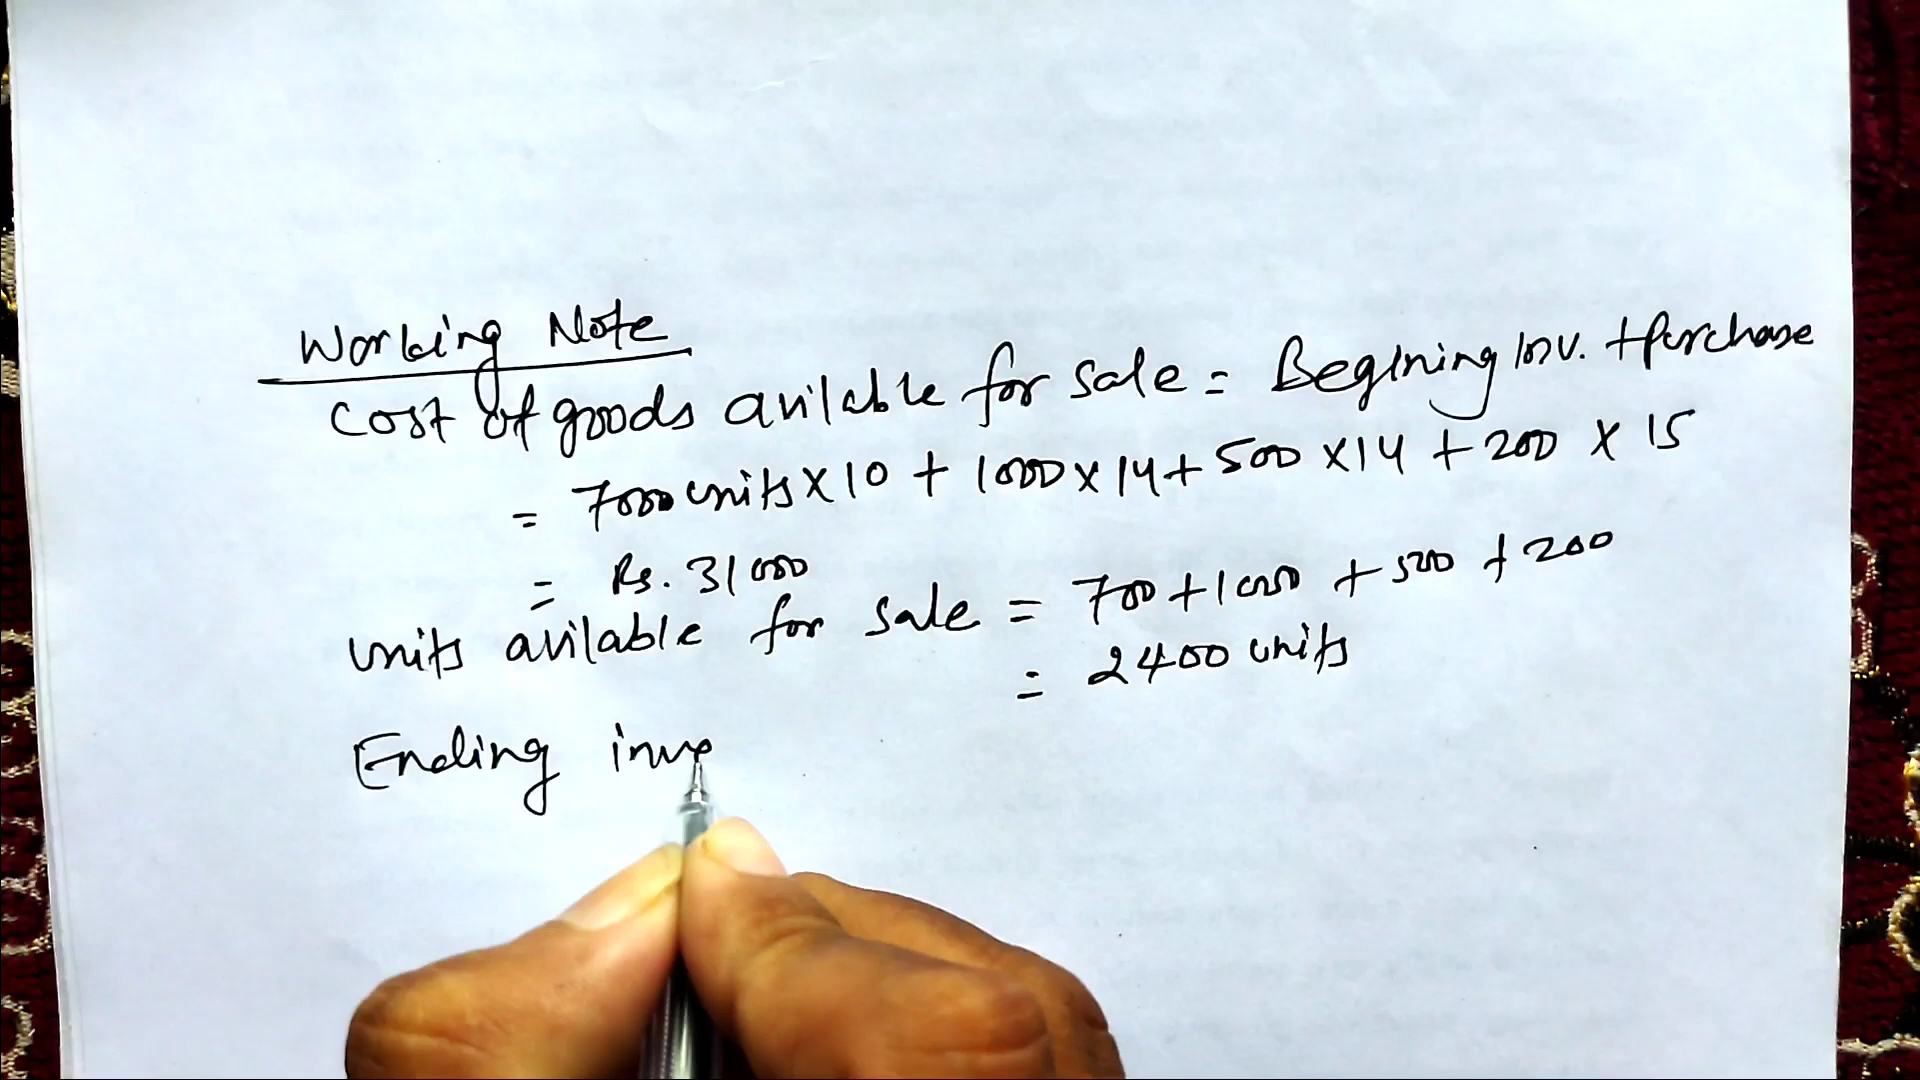 Working Note
Cost of goods avilable for sale = Begining Inv. + Purchase
= 7000 units X 10 + 1000 x 14 + 500 X 14 + 200 X 15
= Rs. 31000
units avilable for sale = 700 + 1000 + 500 + 200
= 2400 units
Ending inve